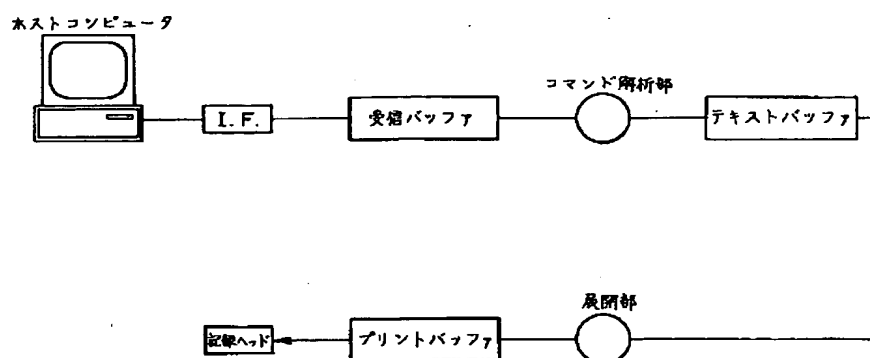 ホストコンピュータ
コマンド解析部
I.F.
受信バッファ
テキストバッファ
展開部
記録ヘッド
プリントバッファ